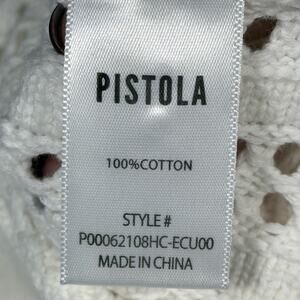 PISTOLA
100%COTTON
STYLE #
P00062108HC-ECU00
MADE IN CHINA